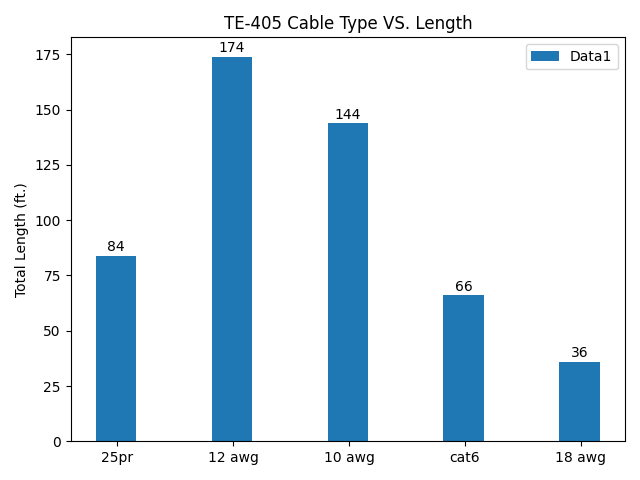 TE-405 Cable Type VS. Length
Data1
Total Length (ft.)
175
150
125
100
75
50
25
0
84
174
144
66
36
25pr
12 awg
10 awg
cat6
18 awg